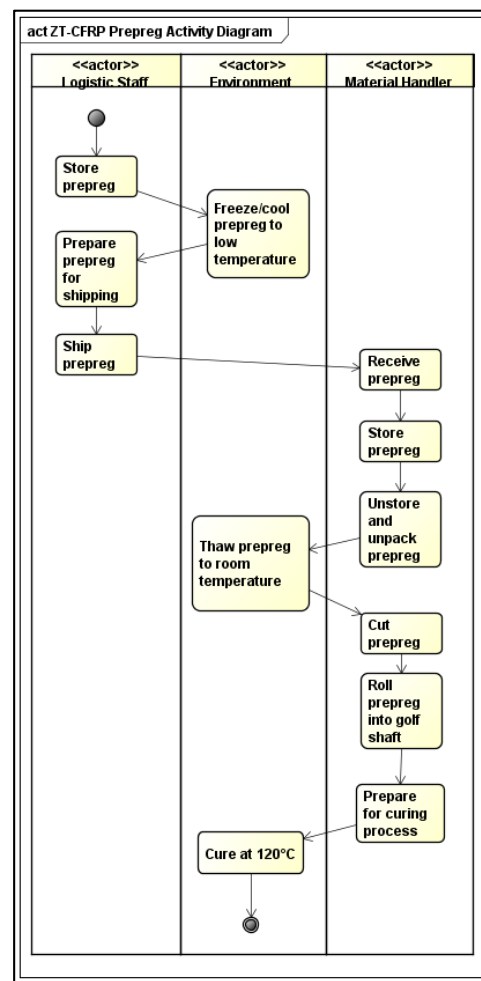 act ZT-CFRP Prepreg Activity Diagram
<<actor>>
Logistic Staff
<<actor>>
Environment
<<actor>>
Material Handler
Store
prepreg
Freeze/cool
prepreg to
low
temperature
Prepare
prepreg
for
shipping
Ship
prepreg
Receive
prepreg
Store
prepreg
Unstore
and
unpack
prepreg
Thaw prepreg
to room
temperature
Cut
prepreg
Roll
prepreg
into golf
shaft
Prepare
for curing
process
Cure at 120°C